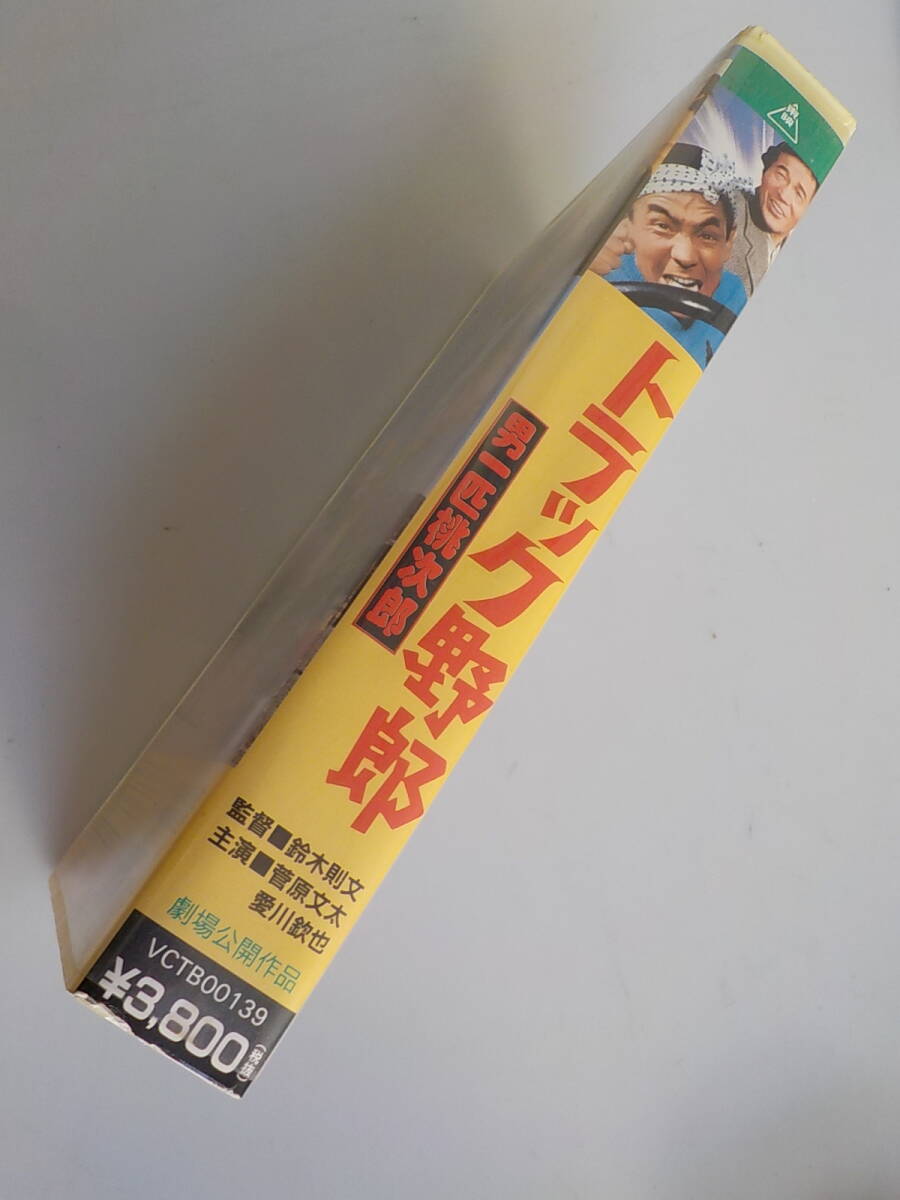 東映
トラック野郎
男一匹桃次郎
監督■鈴木則文
主演■菅原文太
愛川欽也
劇場公開作品
VCTB00139
¥3,800(税抜)